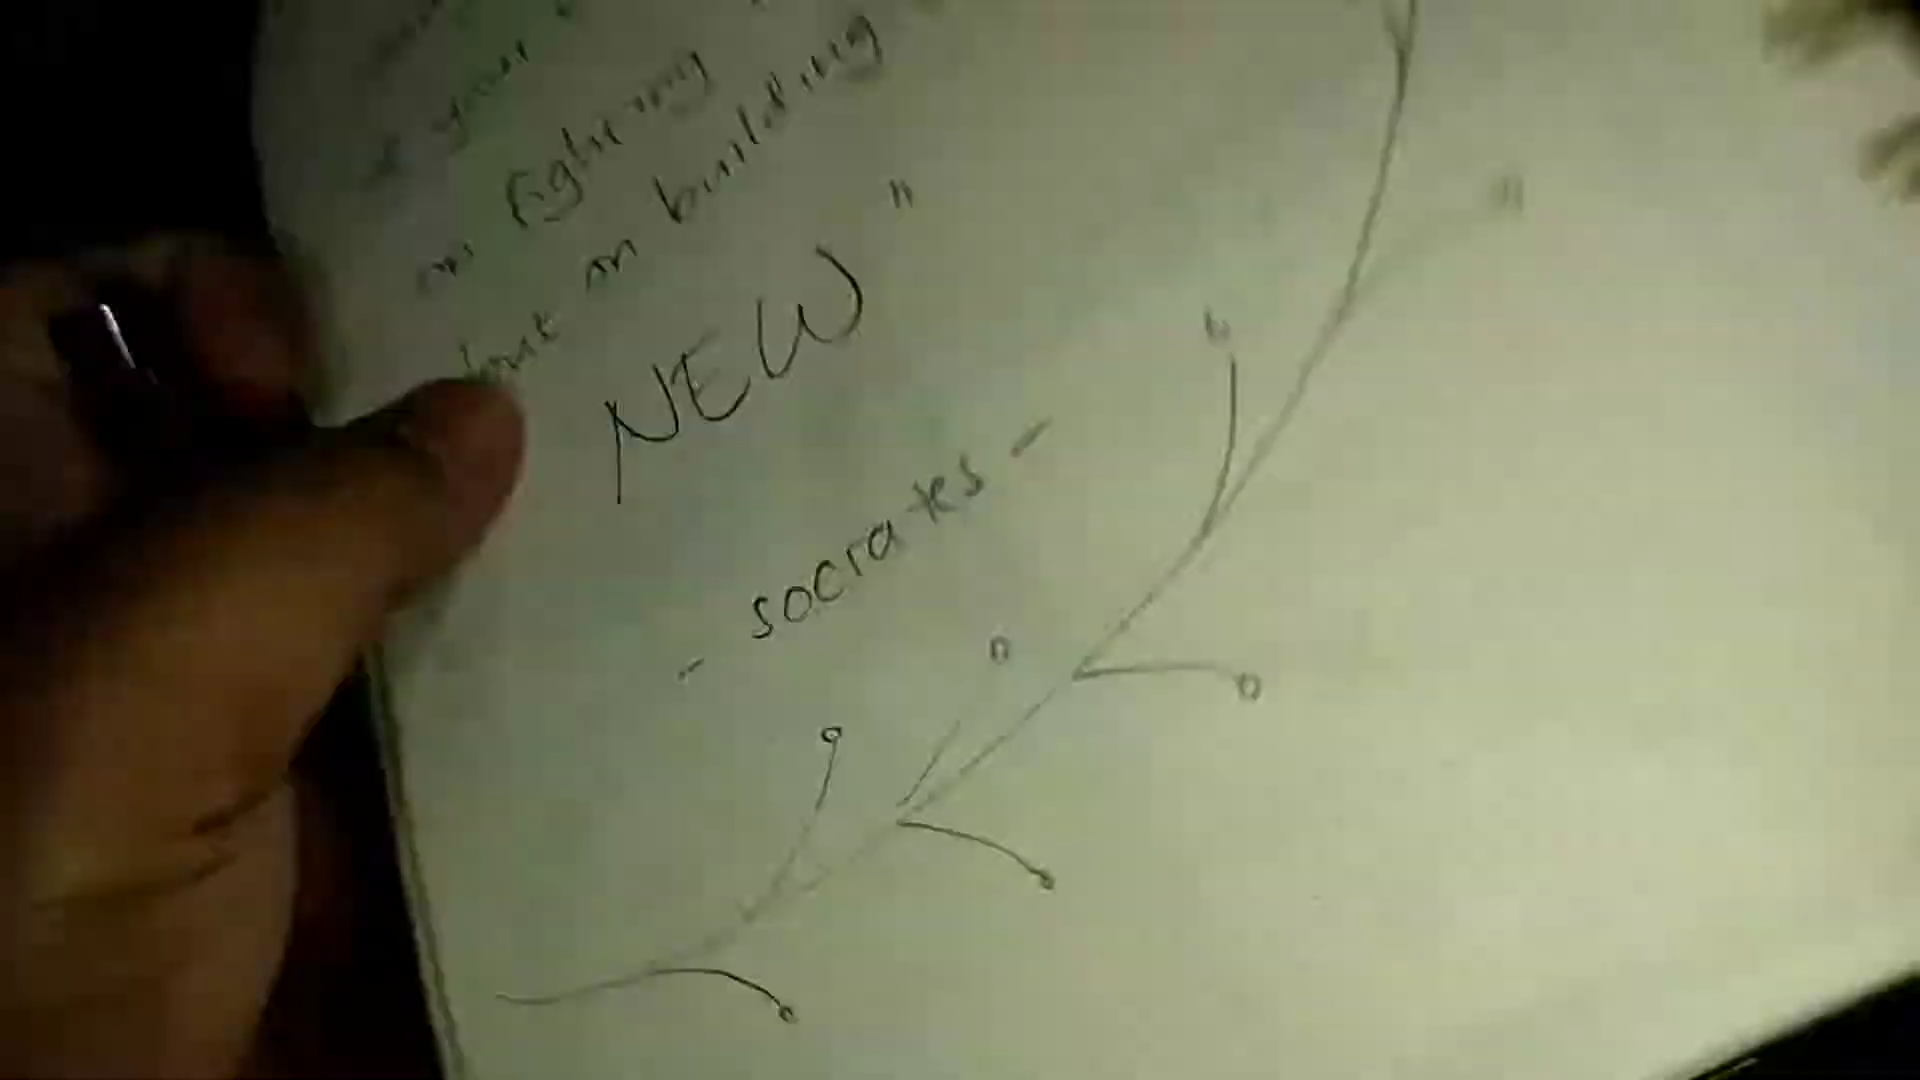 your
on fighting
but on building
NEW "
- socrates -